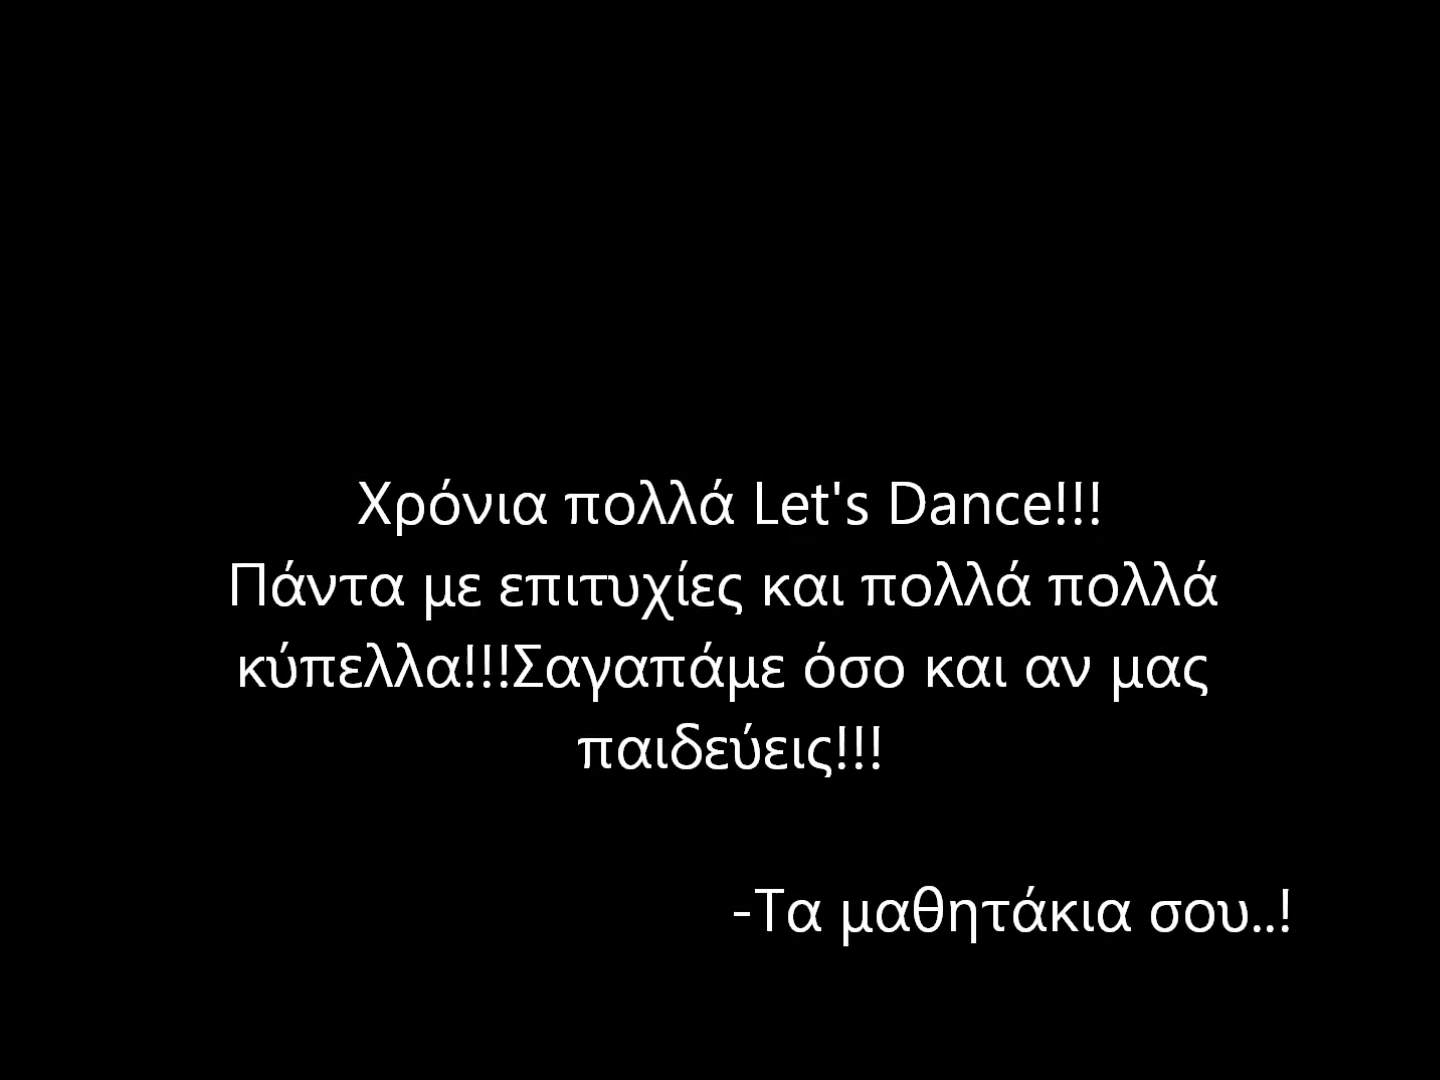 Χρόνια πολλά Let's Dance!!!
Πάντα με επιτυχίες και πολλά πολλά
κύπελλα!!!Σαγαπάμε όσο και αν μας
παιδεύεις!!!
-Τα μαθητάκια σου..!